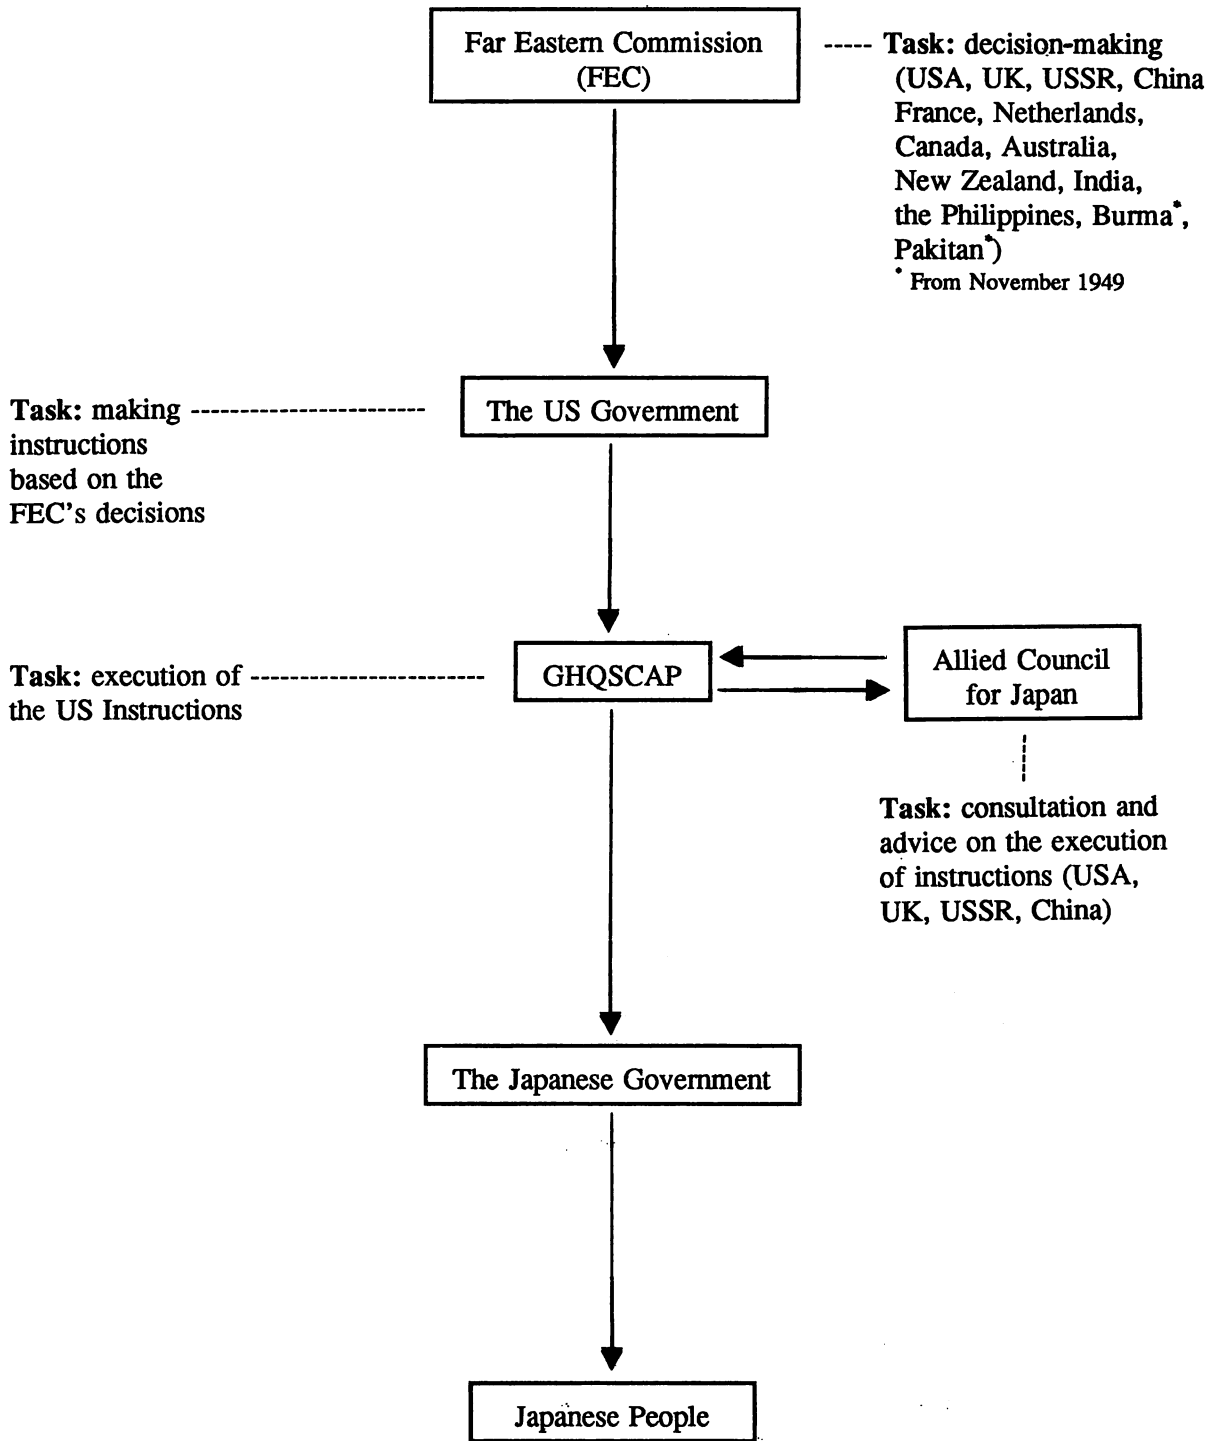 Far Eastern Commission
(FEC)
----- Task: decision-making
(USA, UK, USSR, China
France, Netherlands,
Canada, Australia,
New Zealand, India,
the Philippines, Burma*,
Pakitan*)
* From November 1949
The US Government
Task: making
instructions
based on the
FEC's decisions
GHQSCAP
Task: execution of
the US Instructions
Allied Council
for Japan
Task: consultation and
advice on the execution
of instructions (USA,
UK, USSR, China)
The Japanese Government
Japanese People